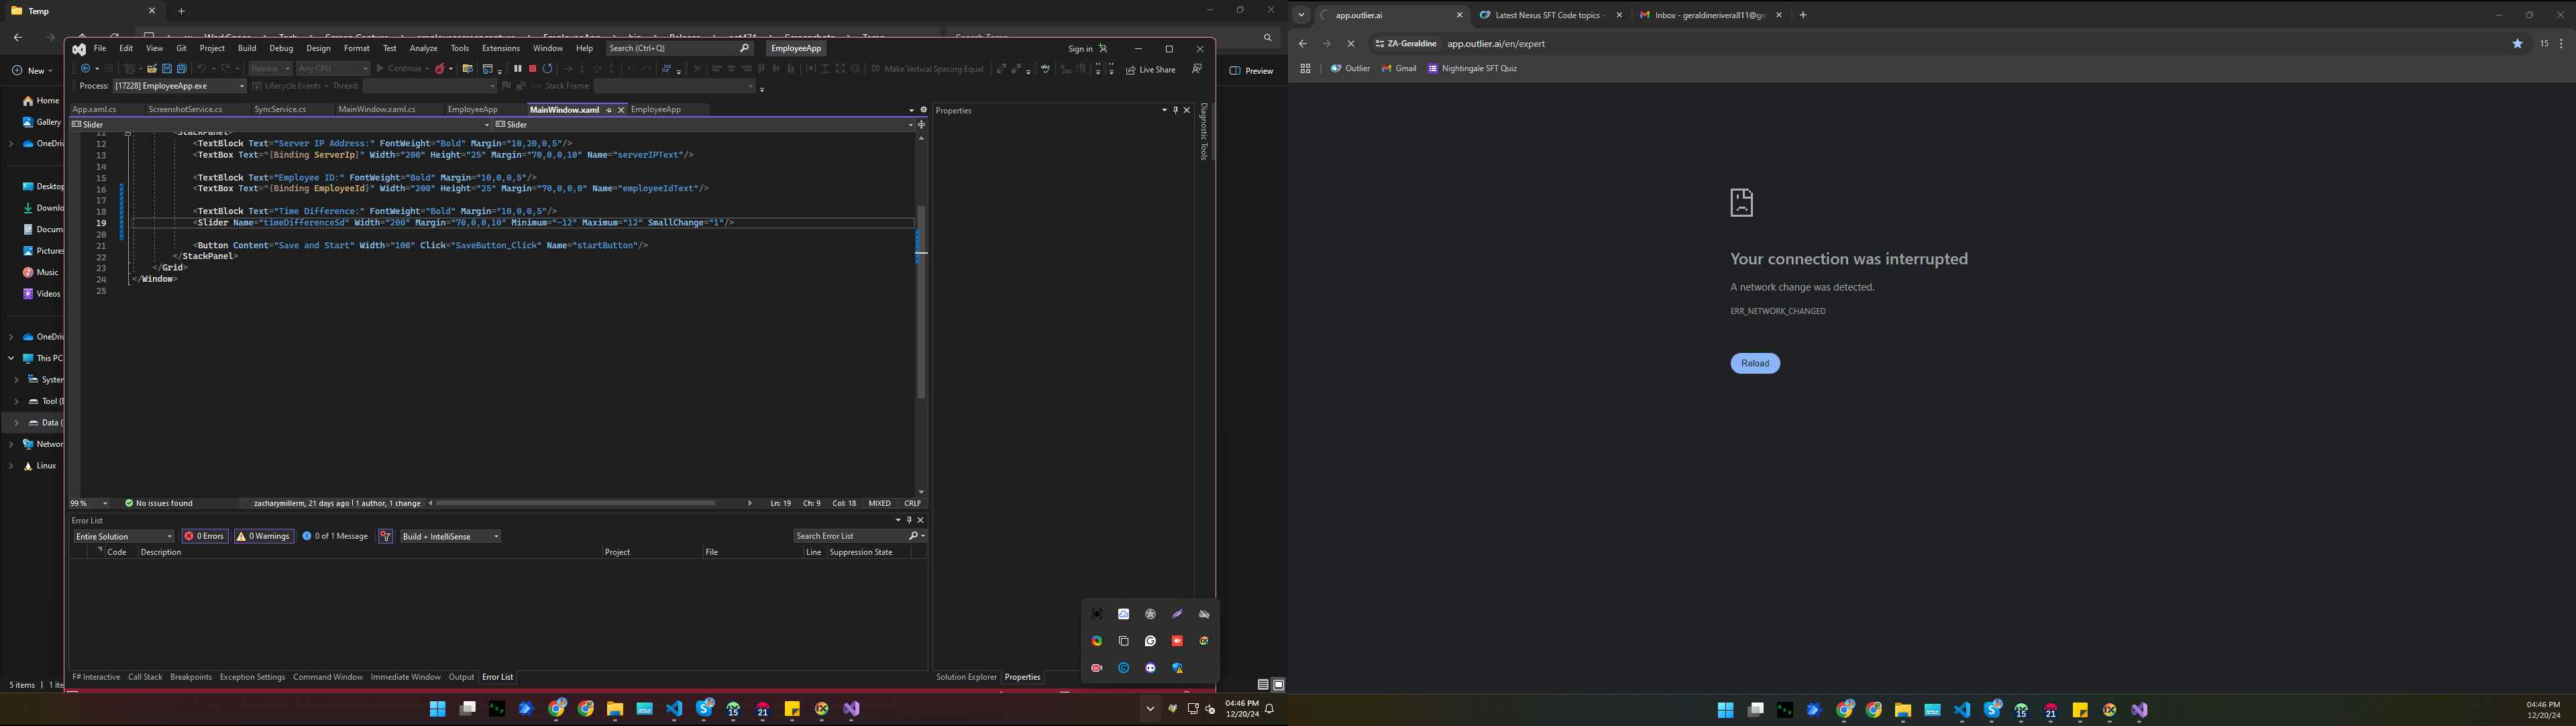 Temp
New
Home
Gallery
OneDriv
Desktop
Downlo
Docum
Pictures
Music
Videos
OneDriv
This PC
System
Tool (D
Data (
Networ
Linux
5 items
1 ite
Preview
File Edit View Git Project Build Debug Design Format Test Analyze Tools Extensions Window Help Search (Ctrl+Q) EmployeeApp Sign in
Release Any CPU Continue Make Vertical Spacing Equal Live Share
Process: [17228] EmployeeApp.exe Lifecycle Events Thread: Stack Frame:
App.xaml.cs ScreenshotService.cs SyncService.cs MainWindow.xaml.cs EmployeeApp MainWindow.xaml EmployeeApp
Slider Slider
11 <StackPanel>
12 <TextBlock Text="Server IP Address:" FontWeight="Bold" Margin="10,20,0,5"/>
13 <TextBox Text="{Binding ServerIp}" Width="200" Height="25" Margin="70,0,0,10" Name="serverIPText"/>
14
15 <TextBlock Text="Employee ID:" FontWeight="Bold" Margin="10,0,0,5"/>
16 <TextBox Text="{Binding EmployeeId}" Width="200" Height="25" Margin="70,0,0,0" Name="employeeIdText"/>
17
18 <TextBlock Text="Time Difference:" FontWeight="Bold" Margin="10,0,0,5"/>
19 <Slider Name="timeDifferenceSd" Width="200" Margin="70,0,0,10" Minimum="-12" Maximum="12" SmallChange="1"/>
20
21 <Button Content="Save and Start" Width="100" Click="SaveButton_Click" Name="startButton"/>
22 </StackPanel>
23 </Grid>
24 </Window>
25
99 % No issues found zacharymillerm, 21 days ago | 1 author, 1 change Ln: 19 Ch: 9 Col: 18 MIXED CRLF
Error List
Entire Solution 0 Errors 0 Warnings 0 of 1 Message Build + IntelliSense Search Error List
Code Description Project File Line Suppression State
F# Interactive Call Stack Breakpoints Exception Settings Command Window Immediate Window Output Error List
Properties
Diagnostic Tools
Solution Explorer Properties
15 21
04:46 PM
12/20/24
app.outlier.ai Latest Nexus SFT Code topics - Inbox - geraldinerivera811@gm
ZA-Geraldine app.outlier.ai/en/expert 15
Outlier Gmail Nightingale SFT Quiz
Your connection was interrupted
A network change was detected.
ERR_NETWORK_CHANGED
Reload
15 21
04:46 PM
12/20/24